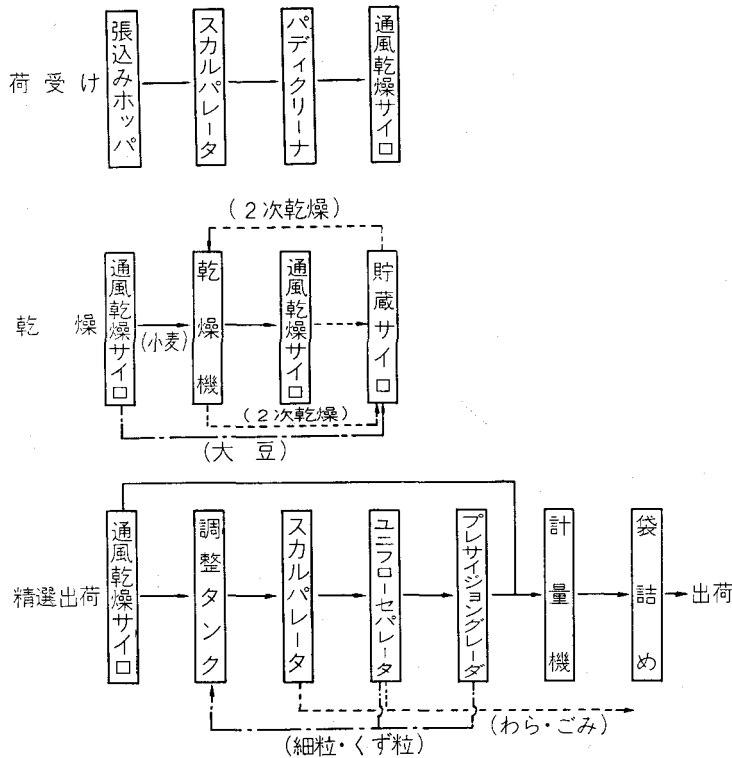 荷受け
張込みホッパ
スカルパレータ
パディクリーナ
通風乾燥サイロ
(2次乾燥)
乾燥
通風乾燥サイロ
(小麦)
乾燥機
通風乾燥サイロ
貯蔵サイロ
(2次乾燥)
(大豆)
精選出荷
通風乾燥サイロ
調整タンク
スカルパレータ
ユニフローセパレータ
プレサイショングレーダ
計量機
袋詰め
出荷
(わら・ごみ)
(細粒・くず粒)